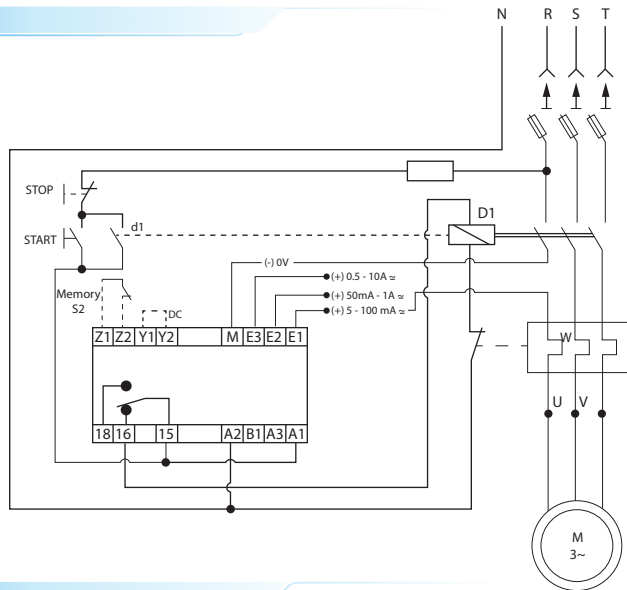 N R S T
STOP
d1
D1
START
(-) 0V
(+) 0.5 - 10A ≃
Memory
S2
(+) 50mA - 1A ≃
DC
(+) 5 - 100 mA ≃
Z1 Z2 Y1 Y2 M E3 E2 E1
W
U V
18 16 15 A2 B1 A3 A1
M
3~